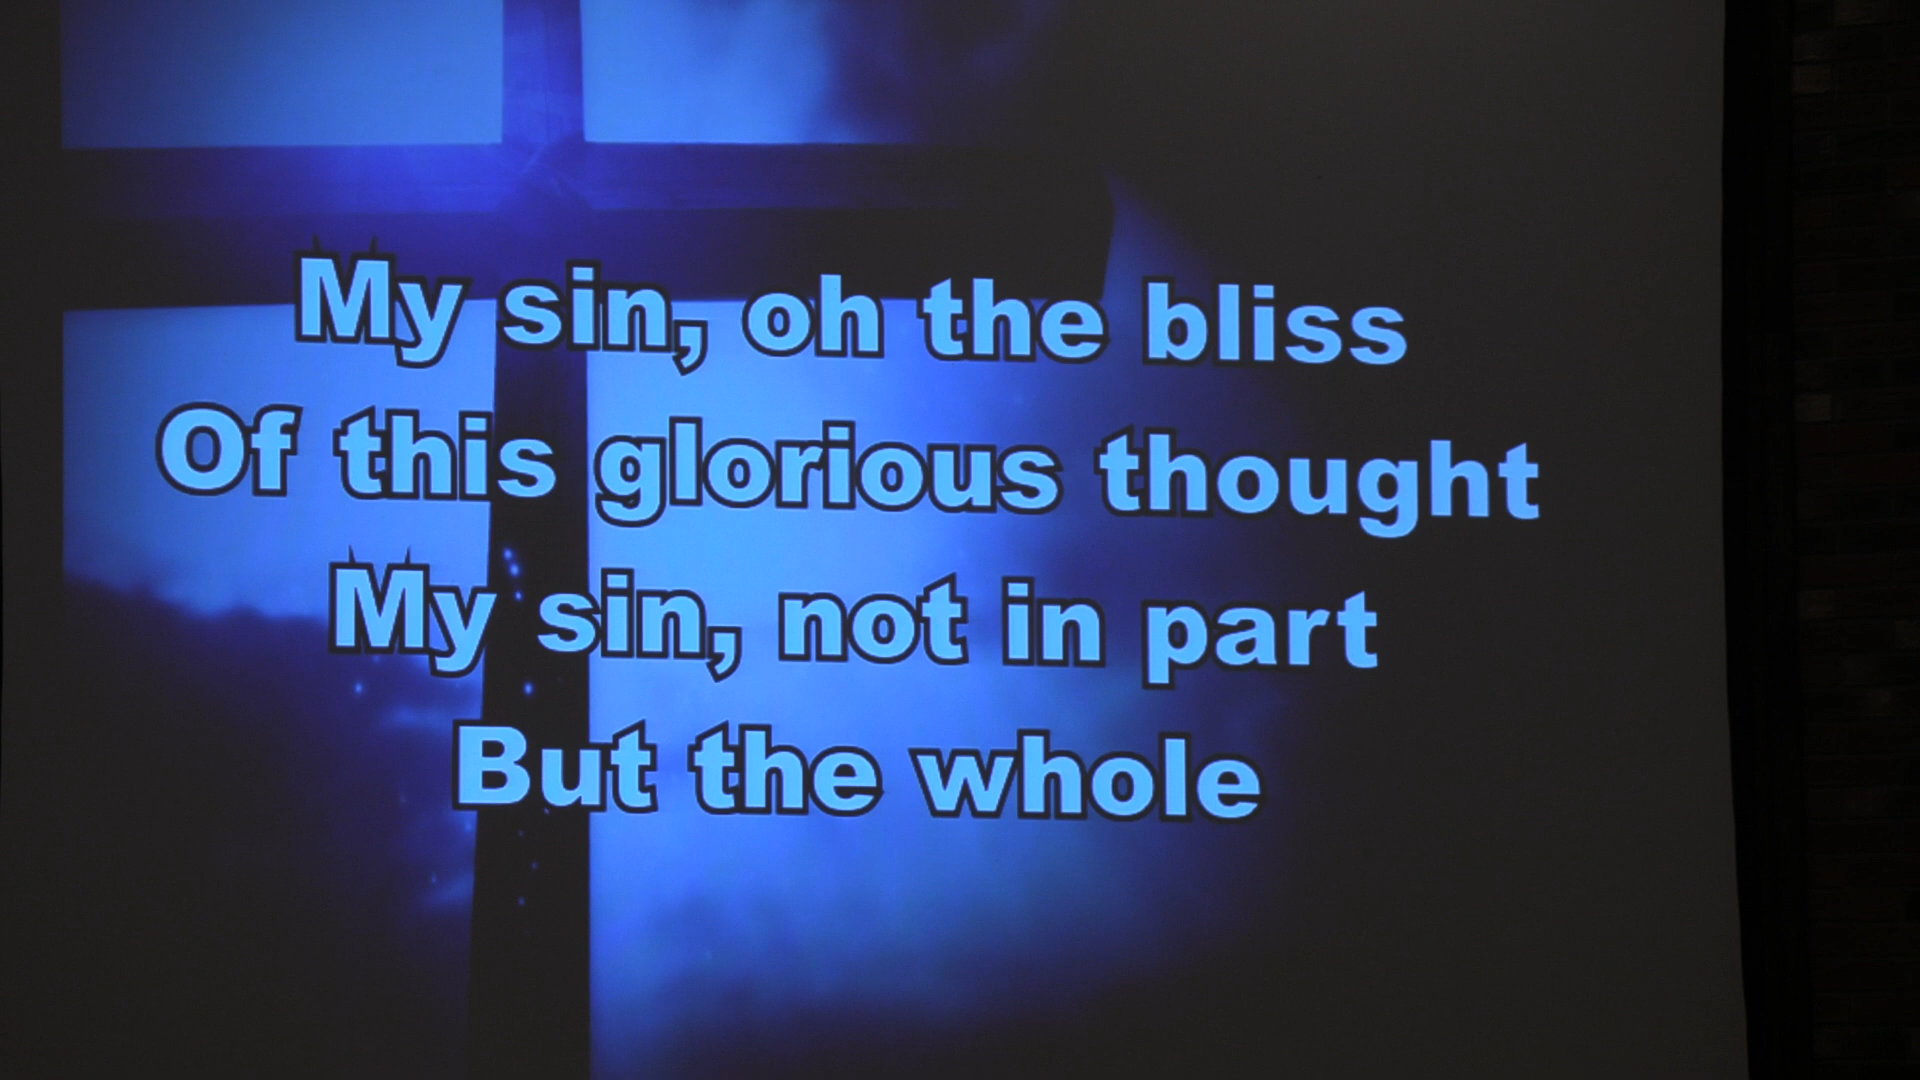 My sin, oh the bliss
Of this glorious thought
My sin, not in part
But the whole